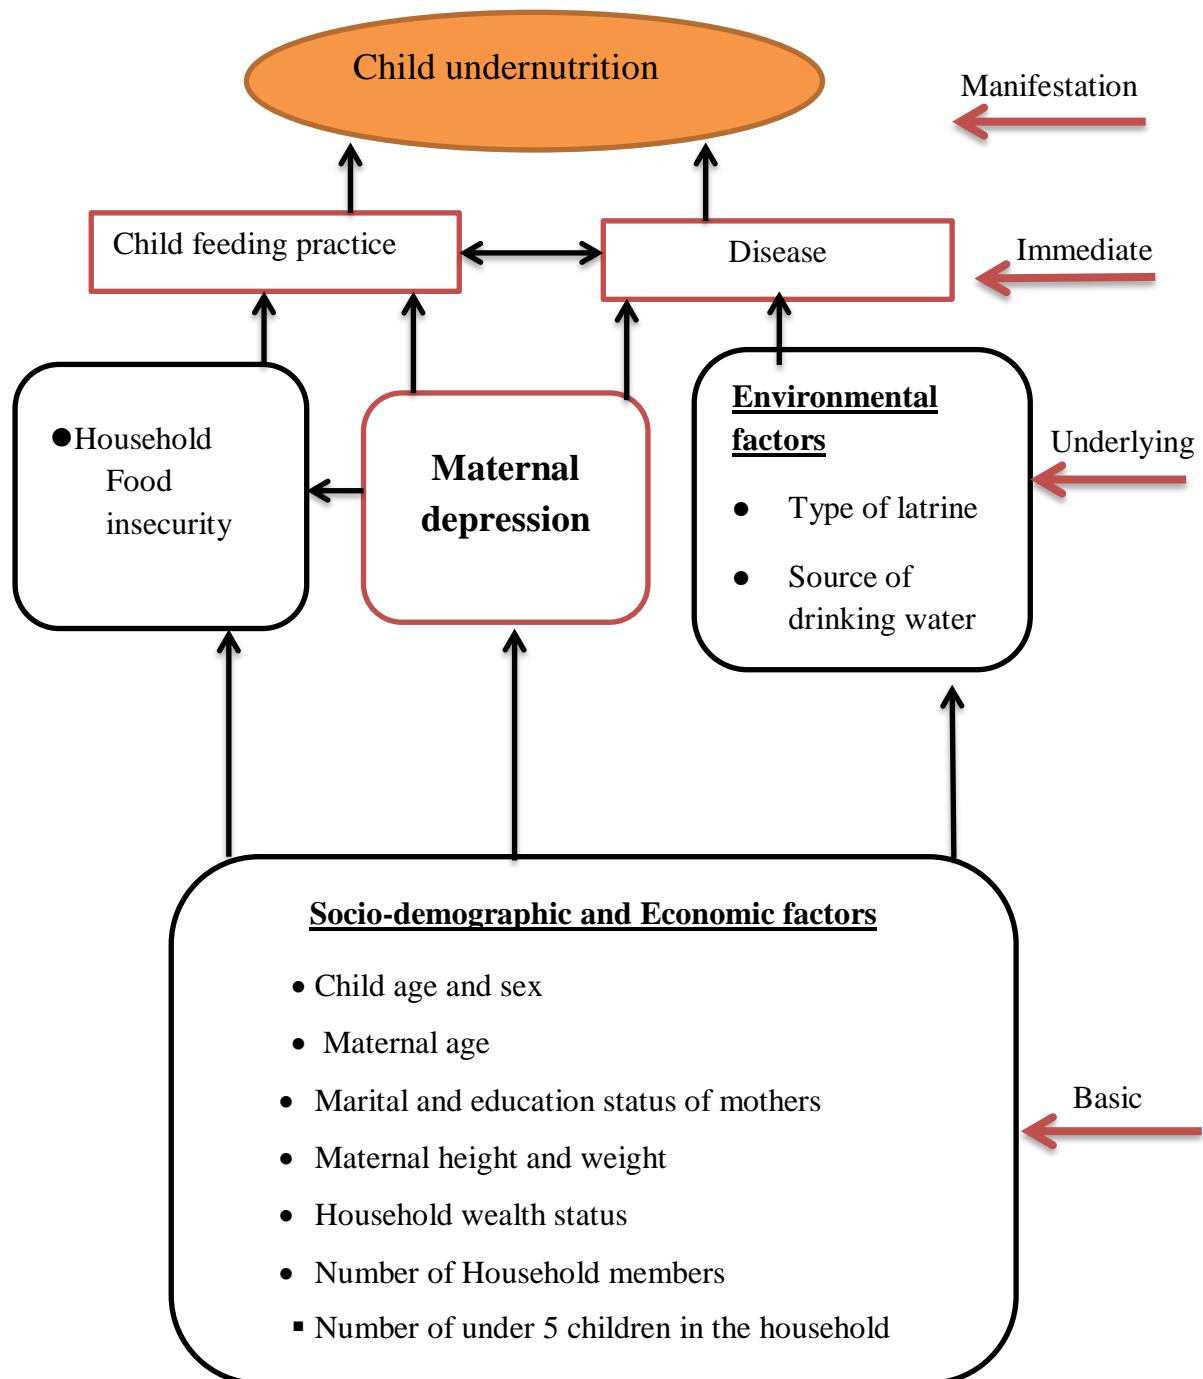 Child undernutrition
Manifestation
Child feeding practice
Disease
Immediate
●Household
Food
insecurity
Maternal
depression
Environmental
factors
● Type of latrine
● Source of
drinking water
Underlying
Socio-demographic and Economic factors
• Child age and sex
• Maternal age
• Marital and education status of mothers
• Maternal height and weight
• Household wealth status
• Number of Household members
▪ Number of under 5 children in the household
Basic